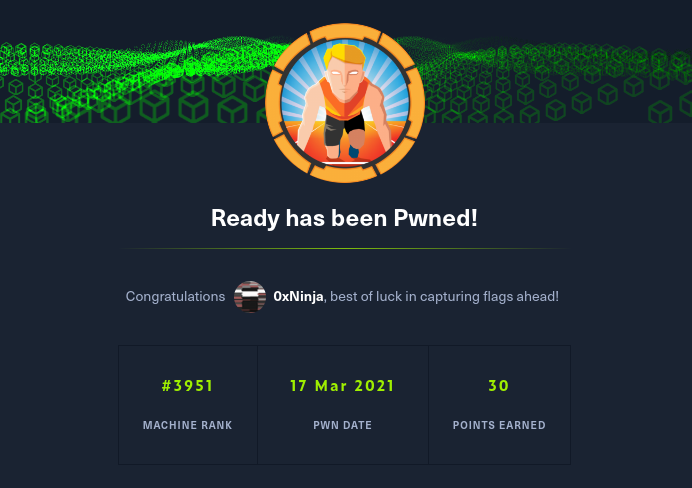 Ready has been Pwned!
Congratulations 0xNinja, best of luck in capturing flags ahead!
#3951 17 Mar 2021 30
MACHINE RANK PWN DATE POINTS EARNED